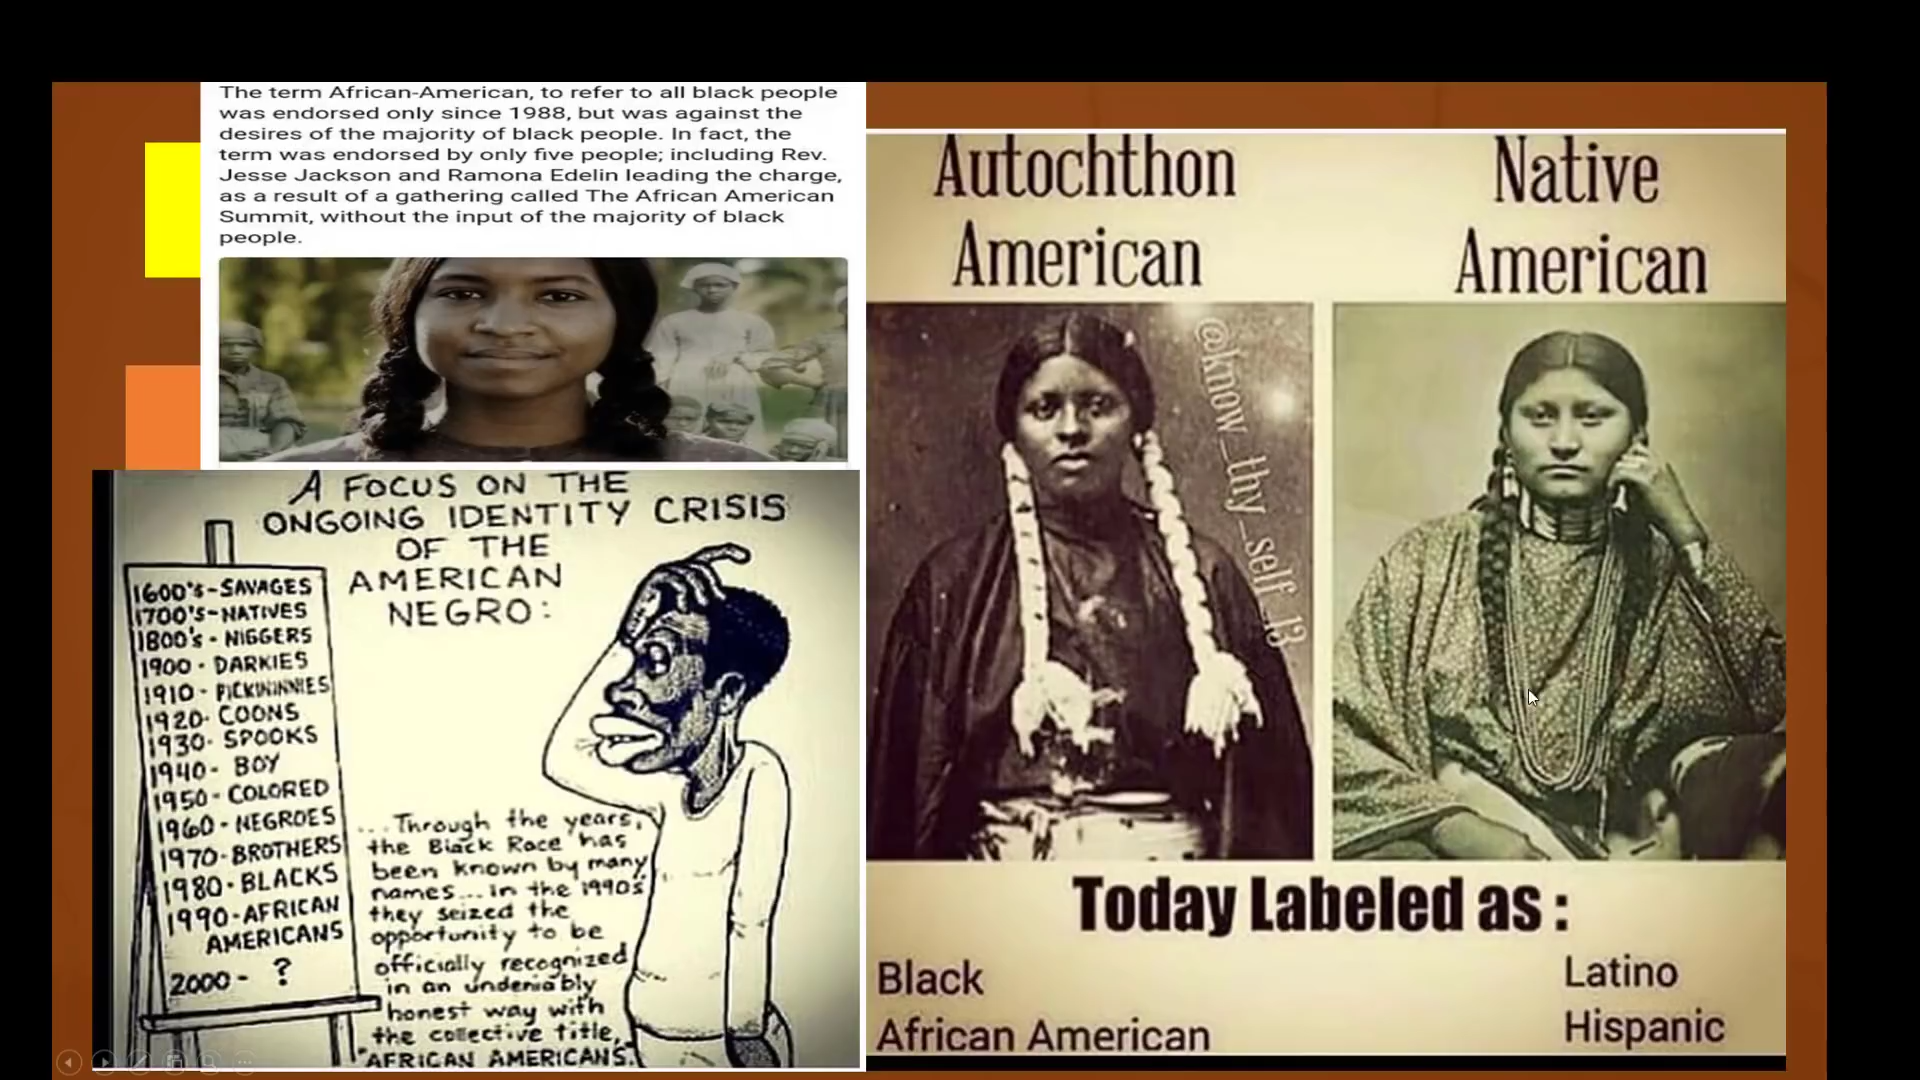 The term African-American, to refer to all black people
was endorsed only since 1988, but was against the
desires of the majority of black people. In fact, the
term was endorsed by only five people; including Rev.
Jesse Jackson and Ramona Edelin leading the charge,
as a result of a gathering called The African American
Summit, without the input of the majority of black
people.
A FOCUS ON THE
ONGOING IDENTITY CRISIS
OF THE
AMERICAN
NEGRO:
1600's-SAVAGES
1700's-NATIVES
1800's-NIGGERS
1900-DARKIES
1910-PICKININNIES
1920-COONS
1930-SPOOKS
1940-BOY
1950-COLORED
1960-NEGROES
1970-BROTHERS
1980-BLACKS
1990-AFRICAN
AMERICANS
2000-?
...Through the years,
the Black Race has
been known by many
names...in the 1990s
they seized the
opportunity to be
officially recognized
in an undeniably
honest way with
the collective title,
"AFRICAN AMERICANS."
Autochthon
American
Native
American
@know_thy_self_13
Today Labeled as :
Black
African American
Latino
Hispanic